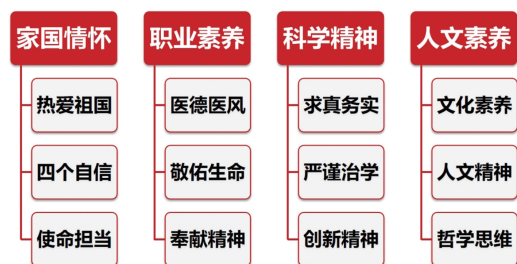 家国情怀
热爱祖国
四个自信
使命担当
职业素养
医德医风
敬佑生命
奉献精神
科学精神
求真务实
严谨治学
创新精神
人文素养
文化素养
人文精神
哲学思维